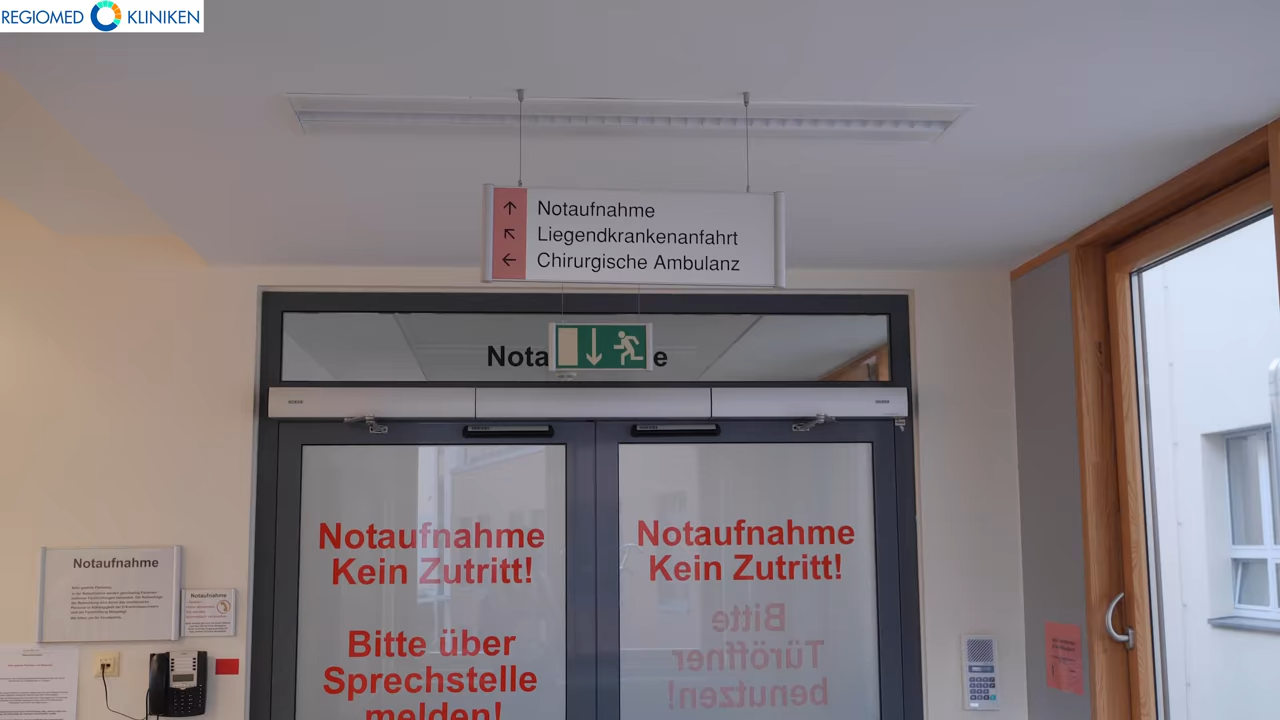 REGIOMED KLINIKEN
Notaufnahme
Liegendkrankenanfahrt
Chirurgische Ambulanz
Nota e
Notaufnahme
Kein Zutritt!
Bitte über
Sprechstelle
melden!
Notaufnahme
Kein Zutritt!
Bitte
Türöffner
benutzen!
Notaufnahme
Notaufnahme